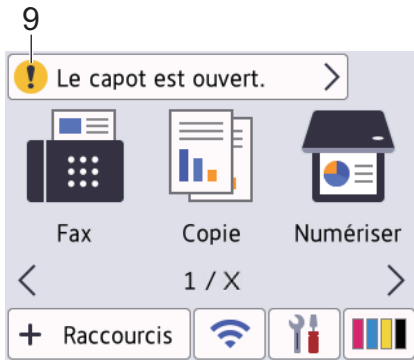 9
! Le capot est ouvert.
Fax Copie Numériser
1 / X
+ Raccourcis